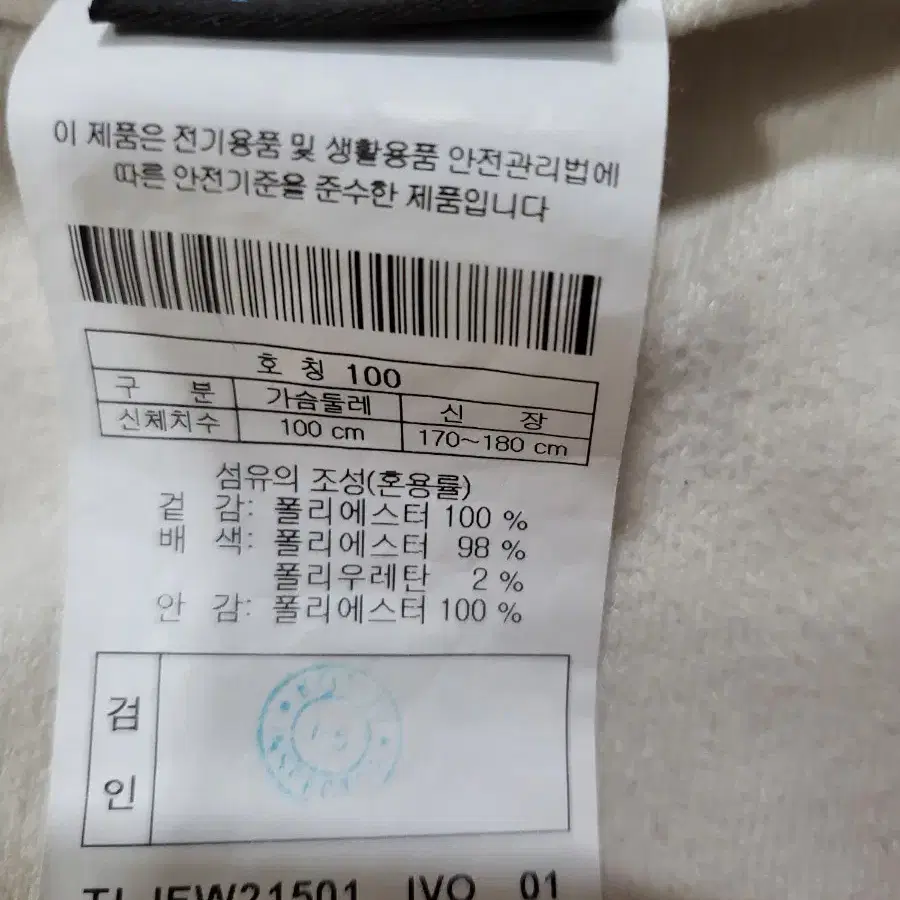 이 제품은 전기용품 및 생활용품 안전관리법에
따른 안전기준을 준수한 제품입니다
호 칭 100
구 분 가슴둘레 신 장
신체치수 100 cm 170~180 cm
섬유의 조성(혼용률)
겉 감: 폴리에스터 100 %
배 색: 폴리에스터 98 %
폴리우레탄 2 %
안 감: 폴리에스터 100 %
검
인
IVO 01